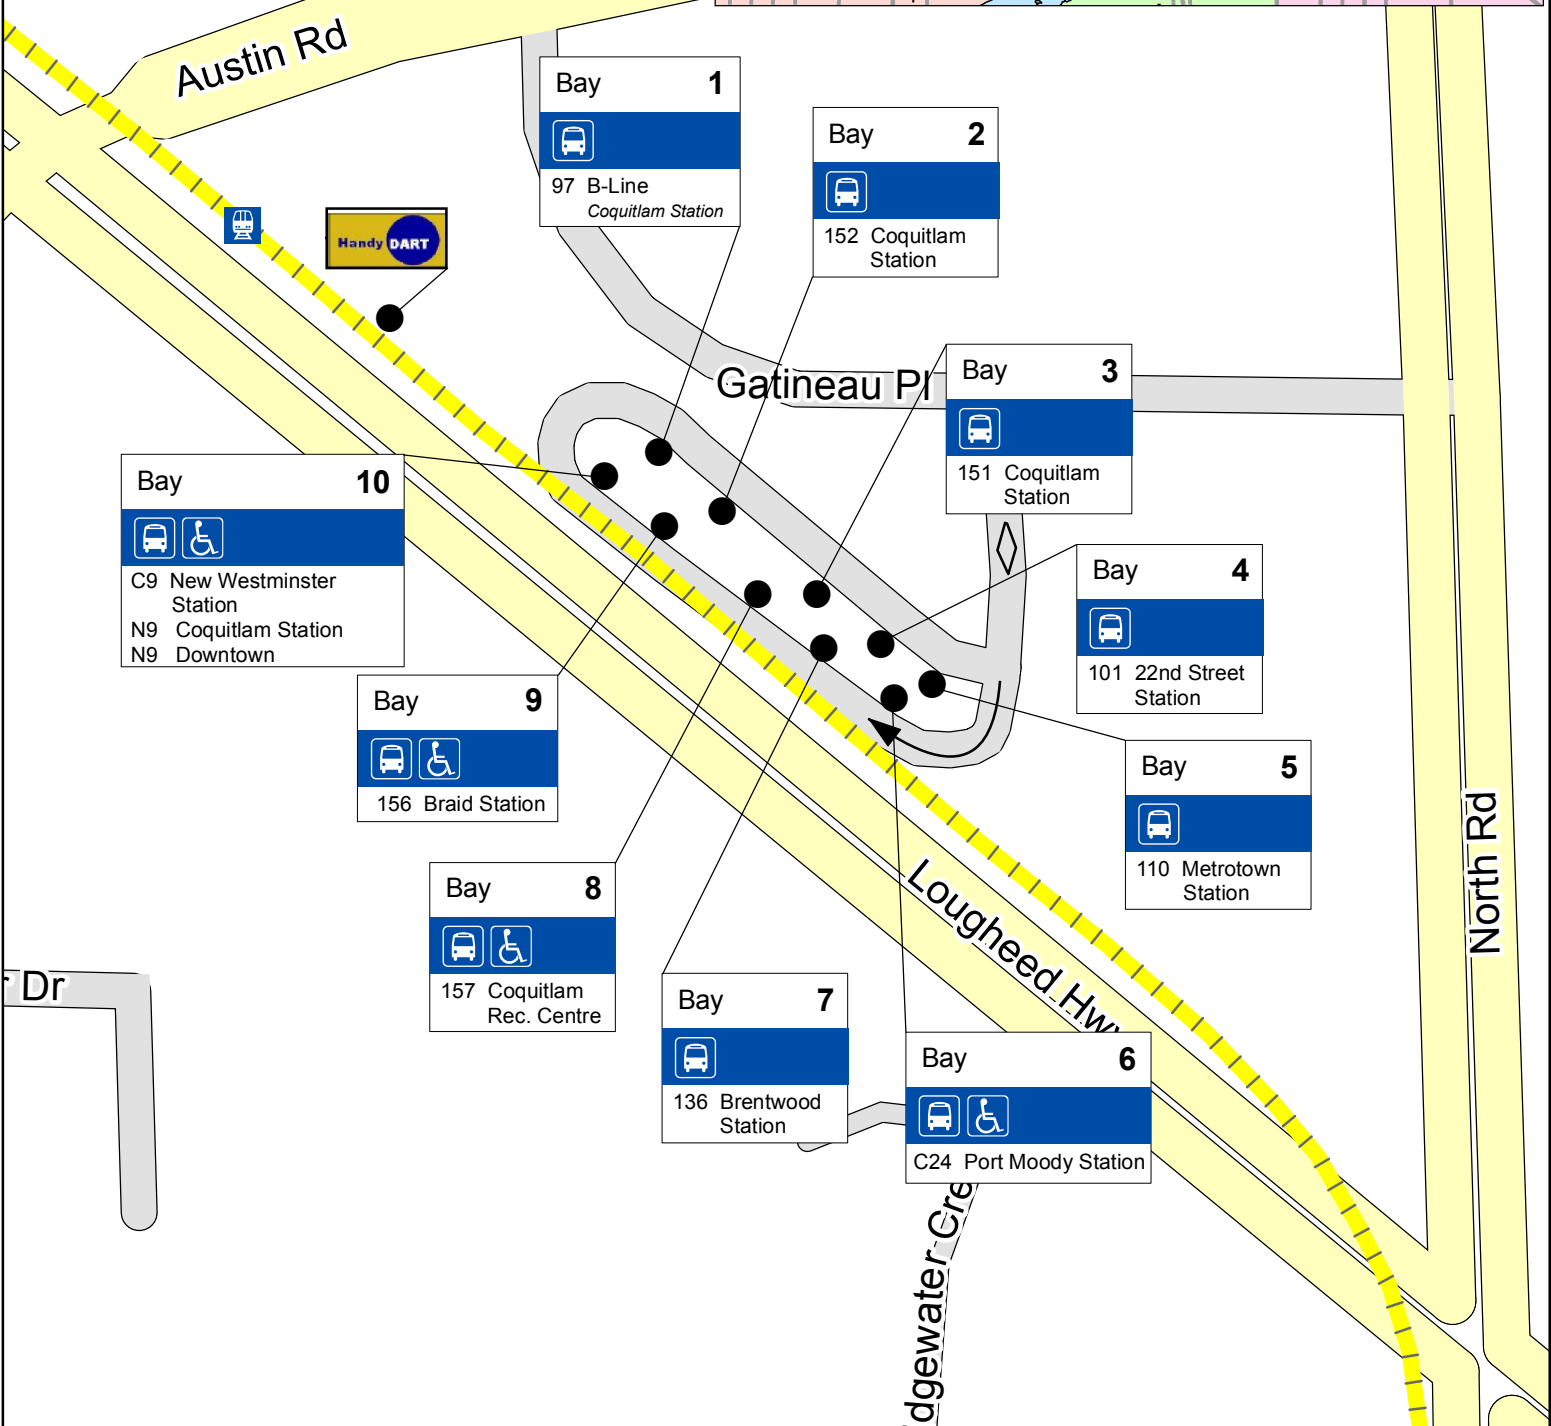 Austin Rd
Bay 1
97 B-Line
Coquitlam Station
Bay 2
152 Coquitlam
Station
Handy DART
Gatineau Pl
Bay 3
151 Coquitlam
Station
Bay 10
C9 New Westminster
Station
N9 Coquitlam Station
N9 Downtown
Bay 4
101 22nd Street
Station
Bay 9
156 Braid Station
Bay 5
110 Metrotown
Station
North Rd
Bay 8
157 Coquitlam
Rec. Centre
Lougheed Hwy
r Dr
Bay 7
136 Brentwood
Station
Bay 6
C24 Port Moody Station
dgewater Cre